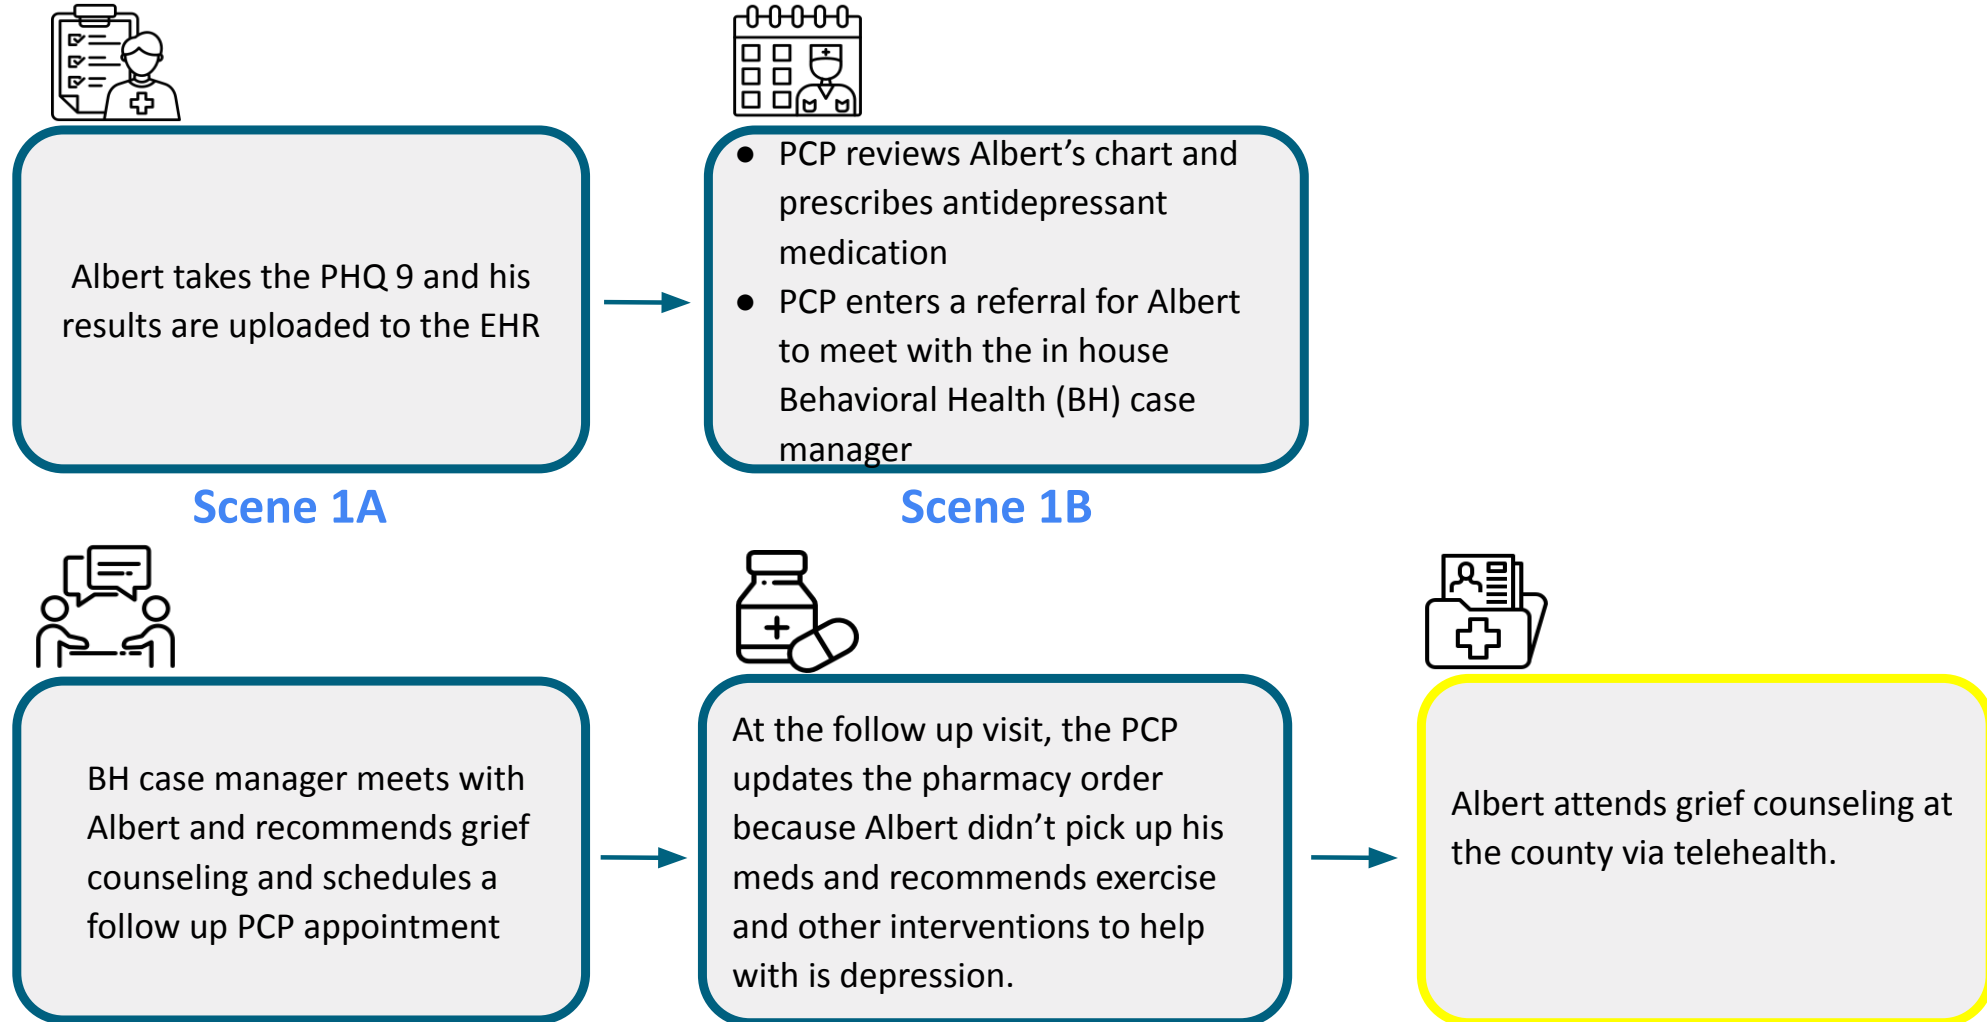 Albert takes the PHQ 9 and his
results are uploaded to the EHR
● PCP reviews Albert’s chart and
prescribes antidepressant
medication
● PCP enters a referral for Albert
to meet with the in house
Behavioral Health (BH) case
manager
Scene 1A
Scene 1B
BH case manager meets with
Albert and recommends grief
counseling and schedules a
follow up PCP appointment
At the follow up visit, the PCP
updates the pharmacy order
because Albert didn’t pick up his
meds and recommends exercise
and other interventions to help
with is depression.
Albert attends grief counseling at
the county via telehealth.